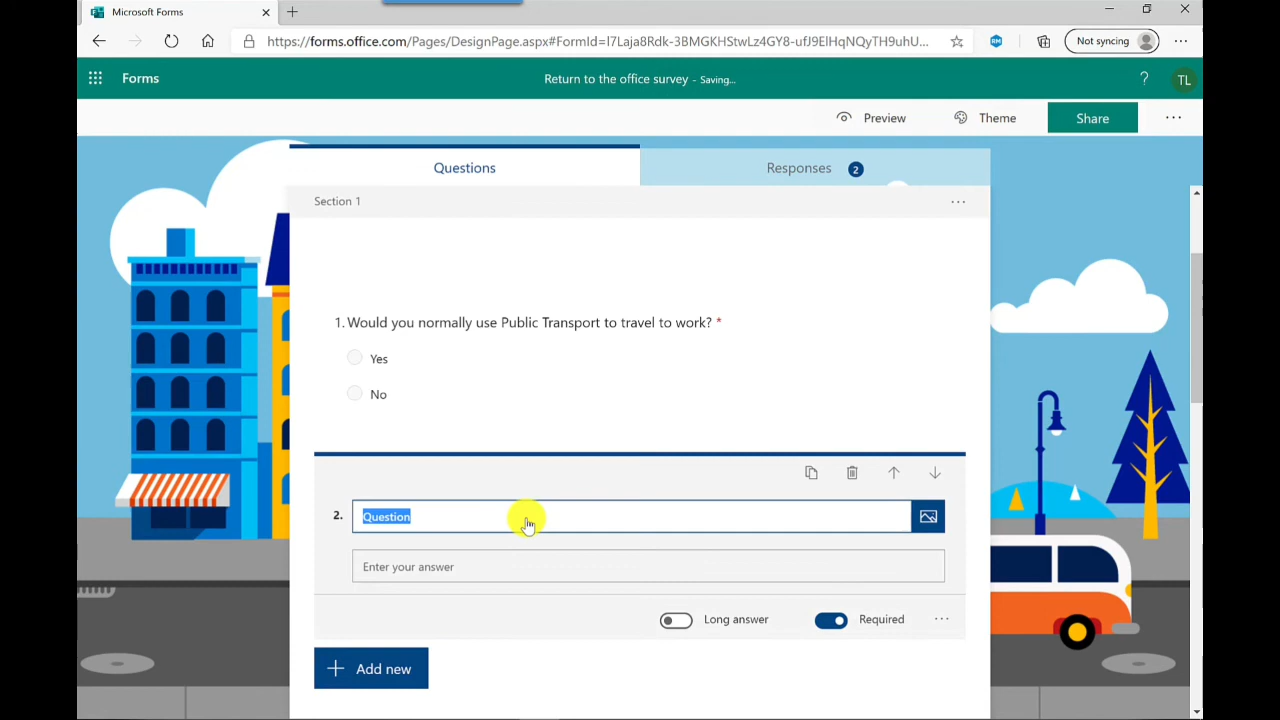 Microsoft Forms
https://forms.office.com/Pages/DesignPage.aspx#FormId=l7Laja8Rdk-3BMGKHStwLz4GY8-ufJ9ElHqNQyTH9uhU...
Not syncing
Forms
Return to the office survey - Saving...
?
TL
Preview
Theme
Share
Questions
Responses 2
Section 1
1. Would you normally use Public Transport to travel to work? *
Yes
No
2. Question
Enter your answer
Long answer
Required
Add new